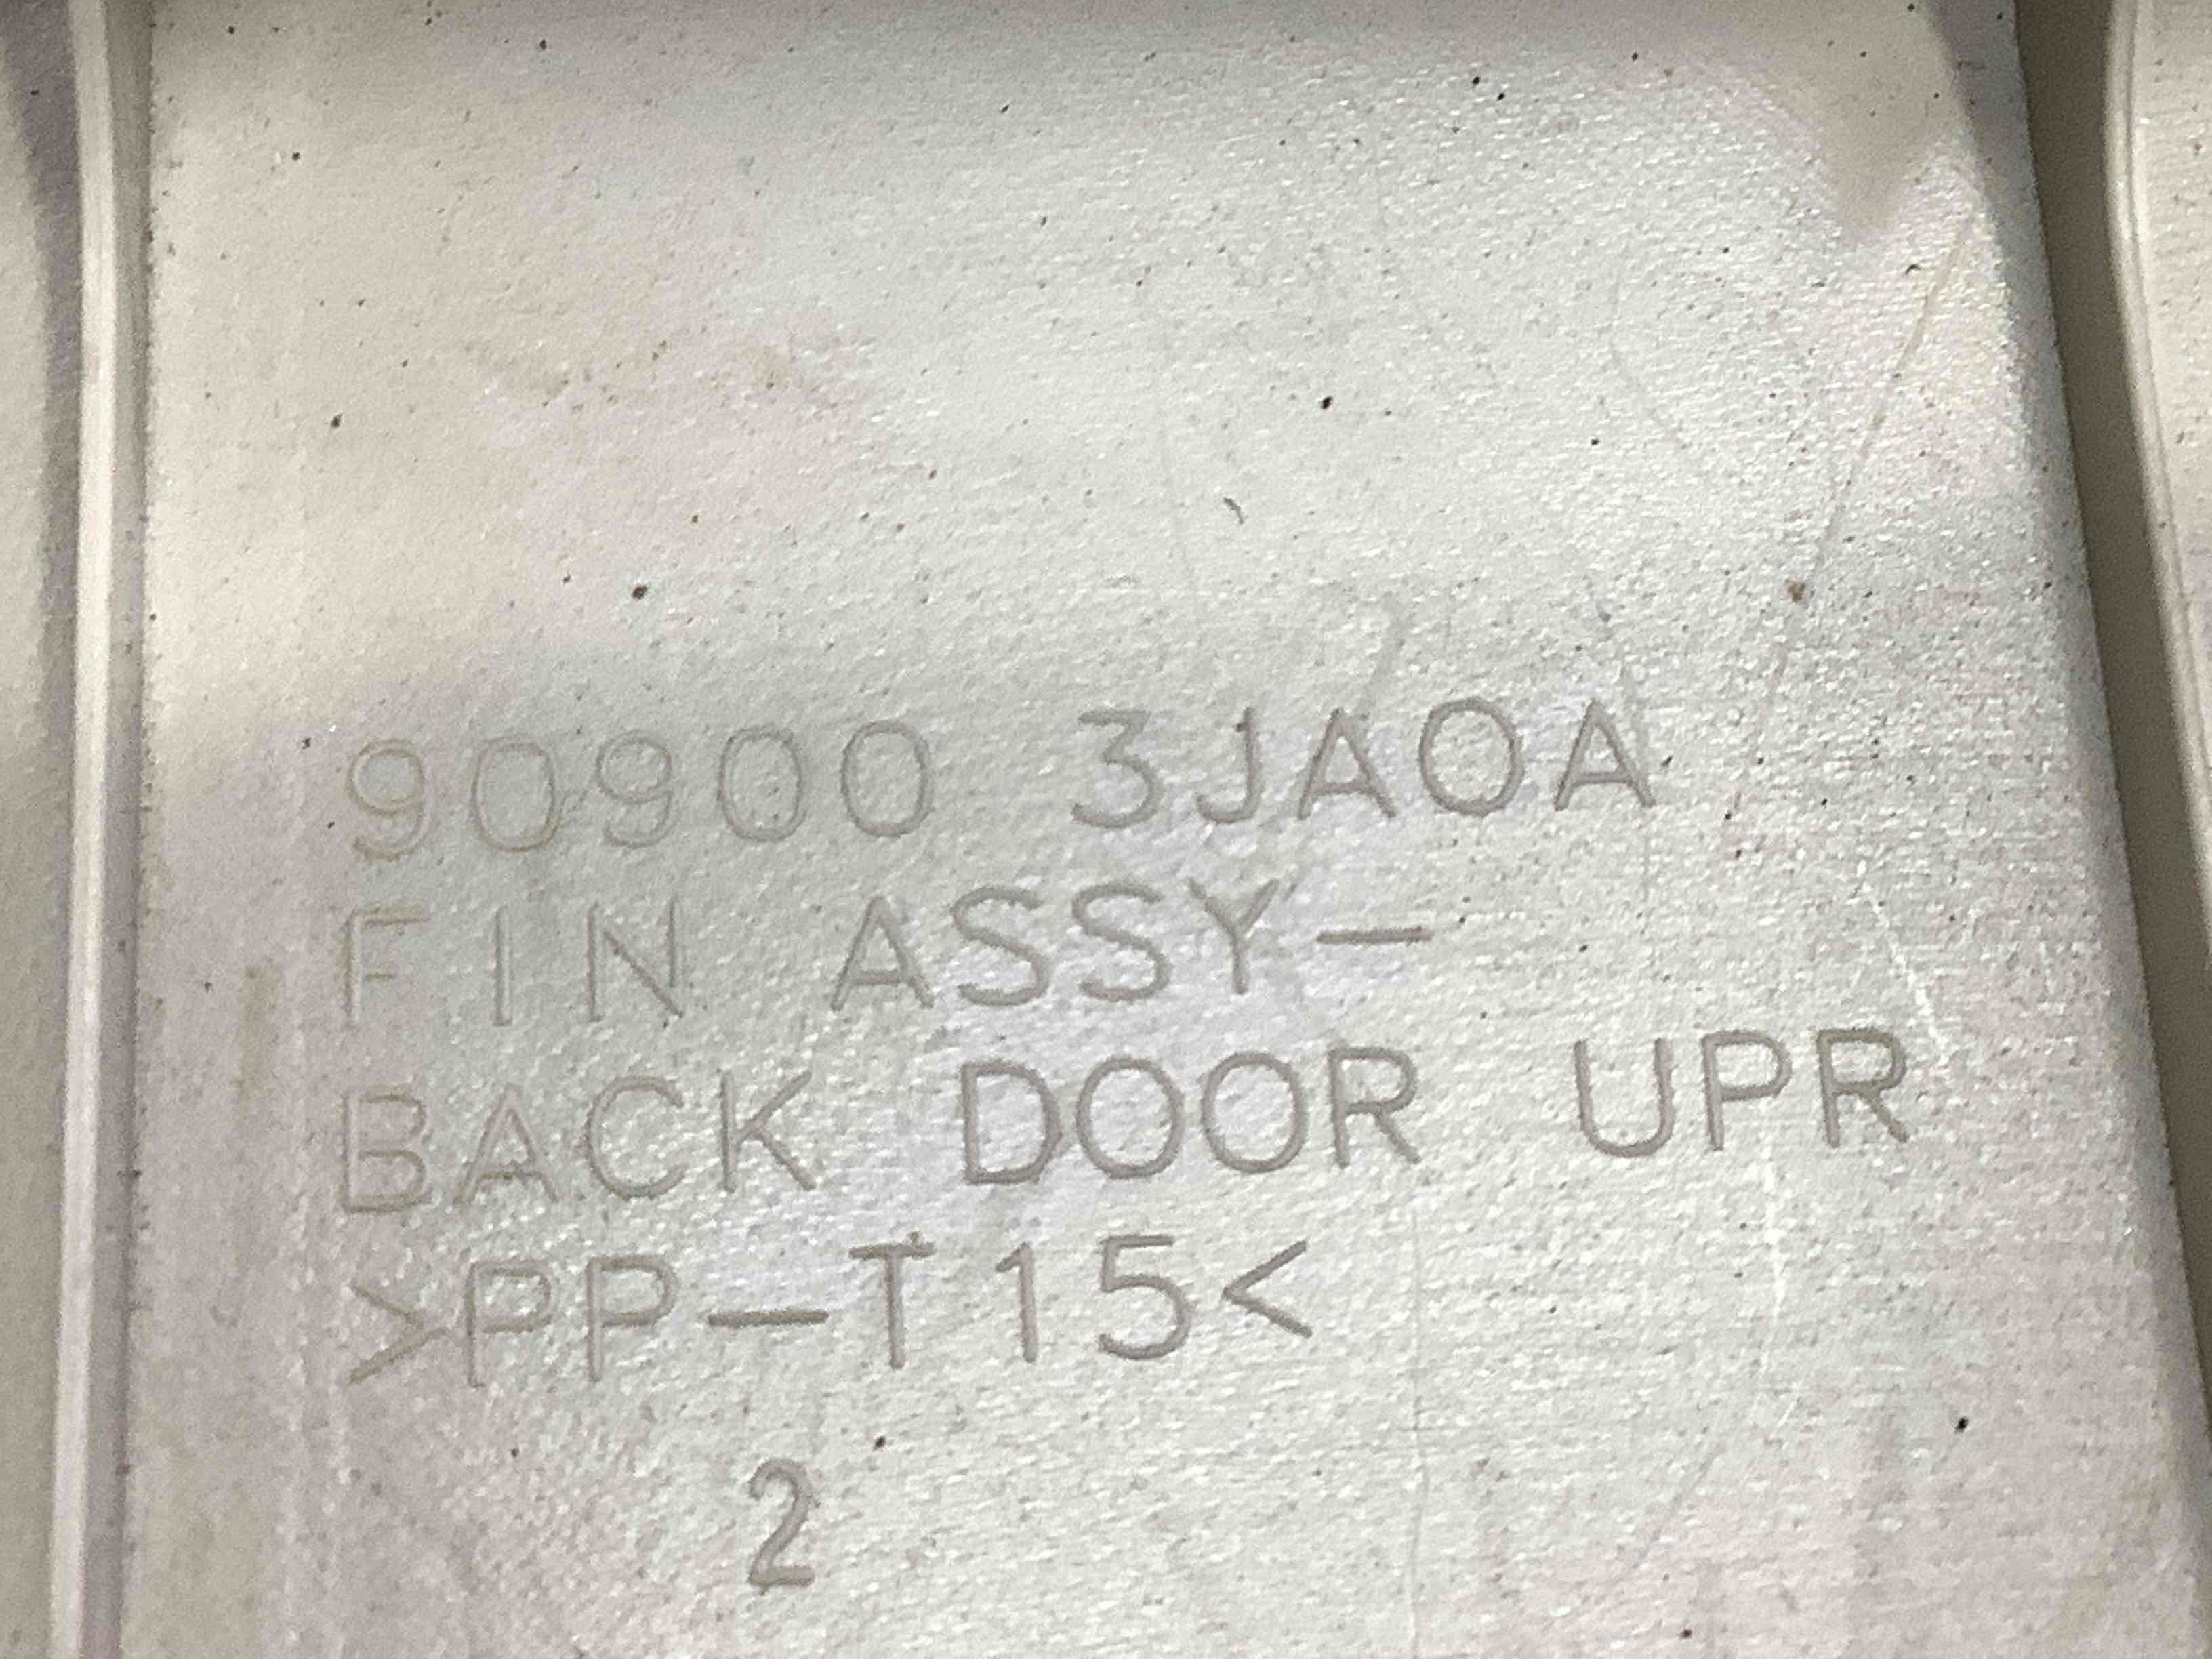 90900 3JA0A
FIN ASSY-
BACK DOOR UPR
>PP-T15<
2